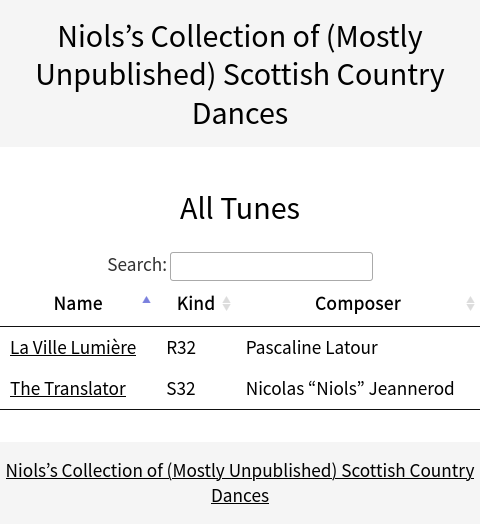 Niols’s Collection of (Mostly
Unpublished) Scottish Country
Dances
All Tunes
Search:
Name Kind Composer
La Ville Lumière R32 Pascaline Latour
The Translator S32 Nicolas “Niols” Jeannerod
Niols’s Collection of (Mostly Unpublished) Scottish Country
Dances